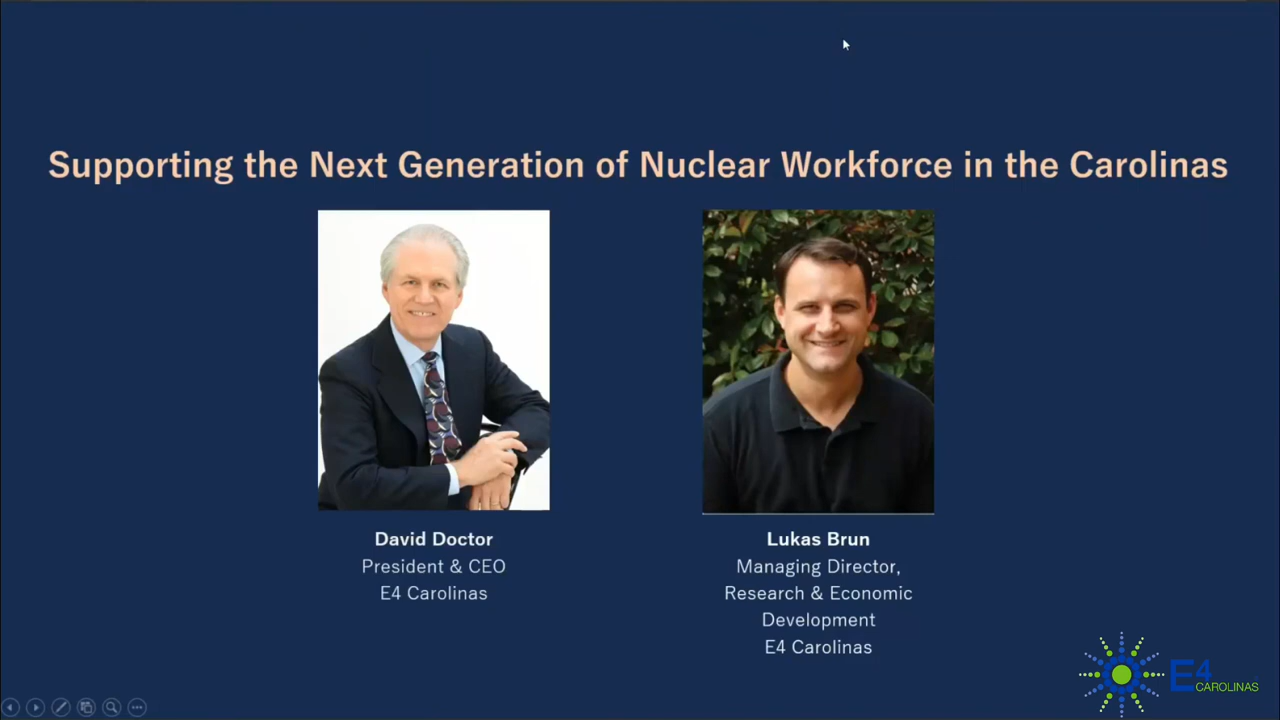 Supporting the Next Generation of Nuclear Workforce in the Carolinas
David Doctor
President & CEO
E4 Carolinas
Lukas Brun
Managing Director,
Research & Economic
Development
E4 Carolinas
E4
CAROLINAS